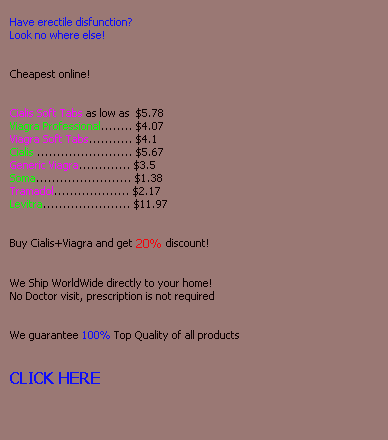 Have erectile disfunction?
Look no where else!
Cheapest online!
Cialis Soft Tabs as low as $5.78
Viagra Professional........ $4.07
Viagra Soft Tabs........... $4.1
Cialis ........................ $5.67
Generic Viagra............. $3.5
Soma........................ $1.38
Tramadol................... $2.17
Levitra...................... $11.97
Buy Cialis+Viagra and get 20% discount!
We Ship WorldWide directly to your home!
No Doctor visit, prescription is not required
We guarantee 100% Top Quality of all products
CLICK HERE